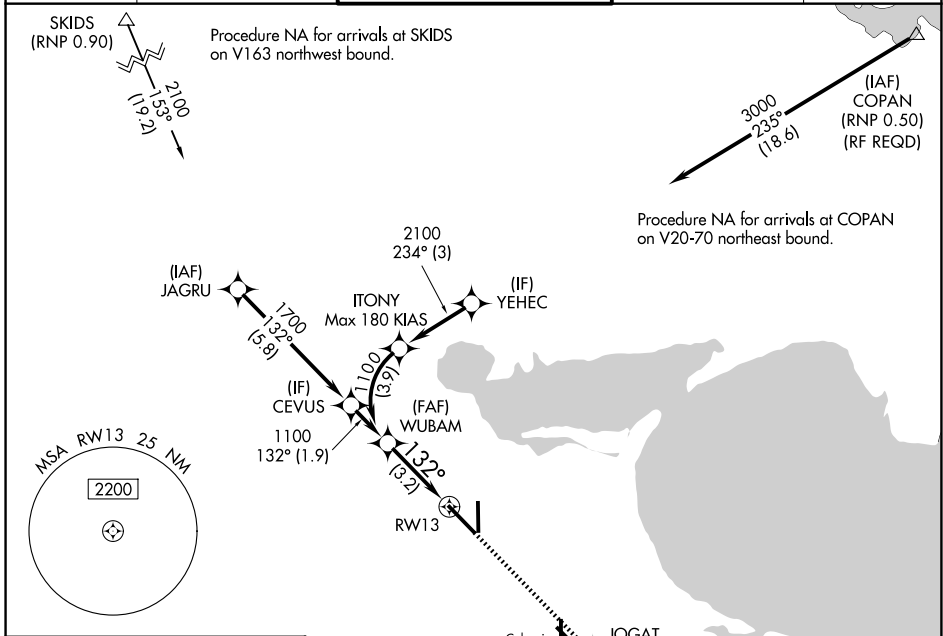 SKIDS
(RNP 0.90)
Procedure NA for arrivals at SKIDS
on V163 northwest bound.
2100
153°
(19.2)
(IAF)
COPAN
(RNP 0.50)
(RF REQD)
3000
235°
(18.6)
Procedure NA for arrivals at COPAN
on V20-70 northeast bound.
2100
234° (3)
(IAF)
JAGRU
ITONY
Max 180 KIAS
(IF)
YEHEC
1700
132°
(5.8)
1100
(3.9)
(IF)
CEVUS
(FAF)
WUBAM
1100
132° (1.9)
132°
(3.2)
MSA RW13 25 NM
2200
RW13
JOGAT